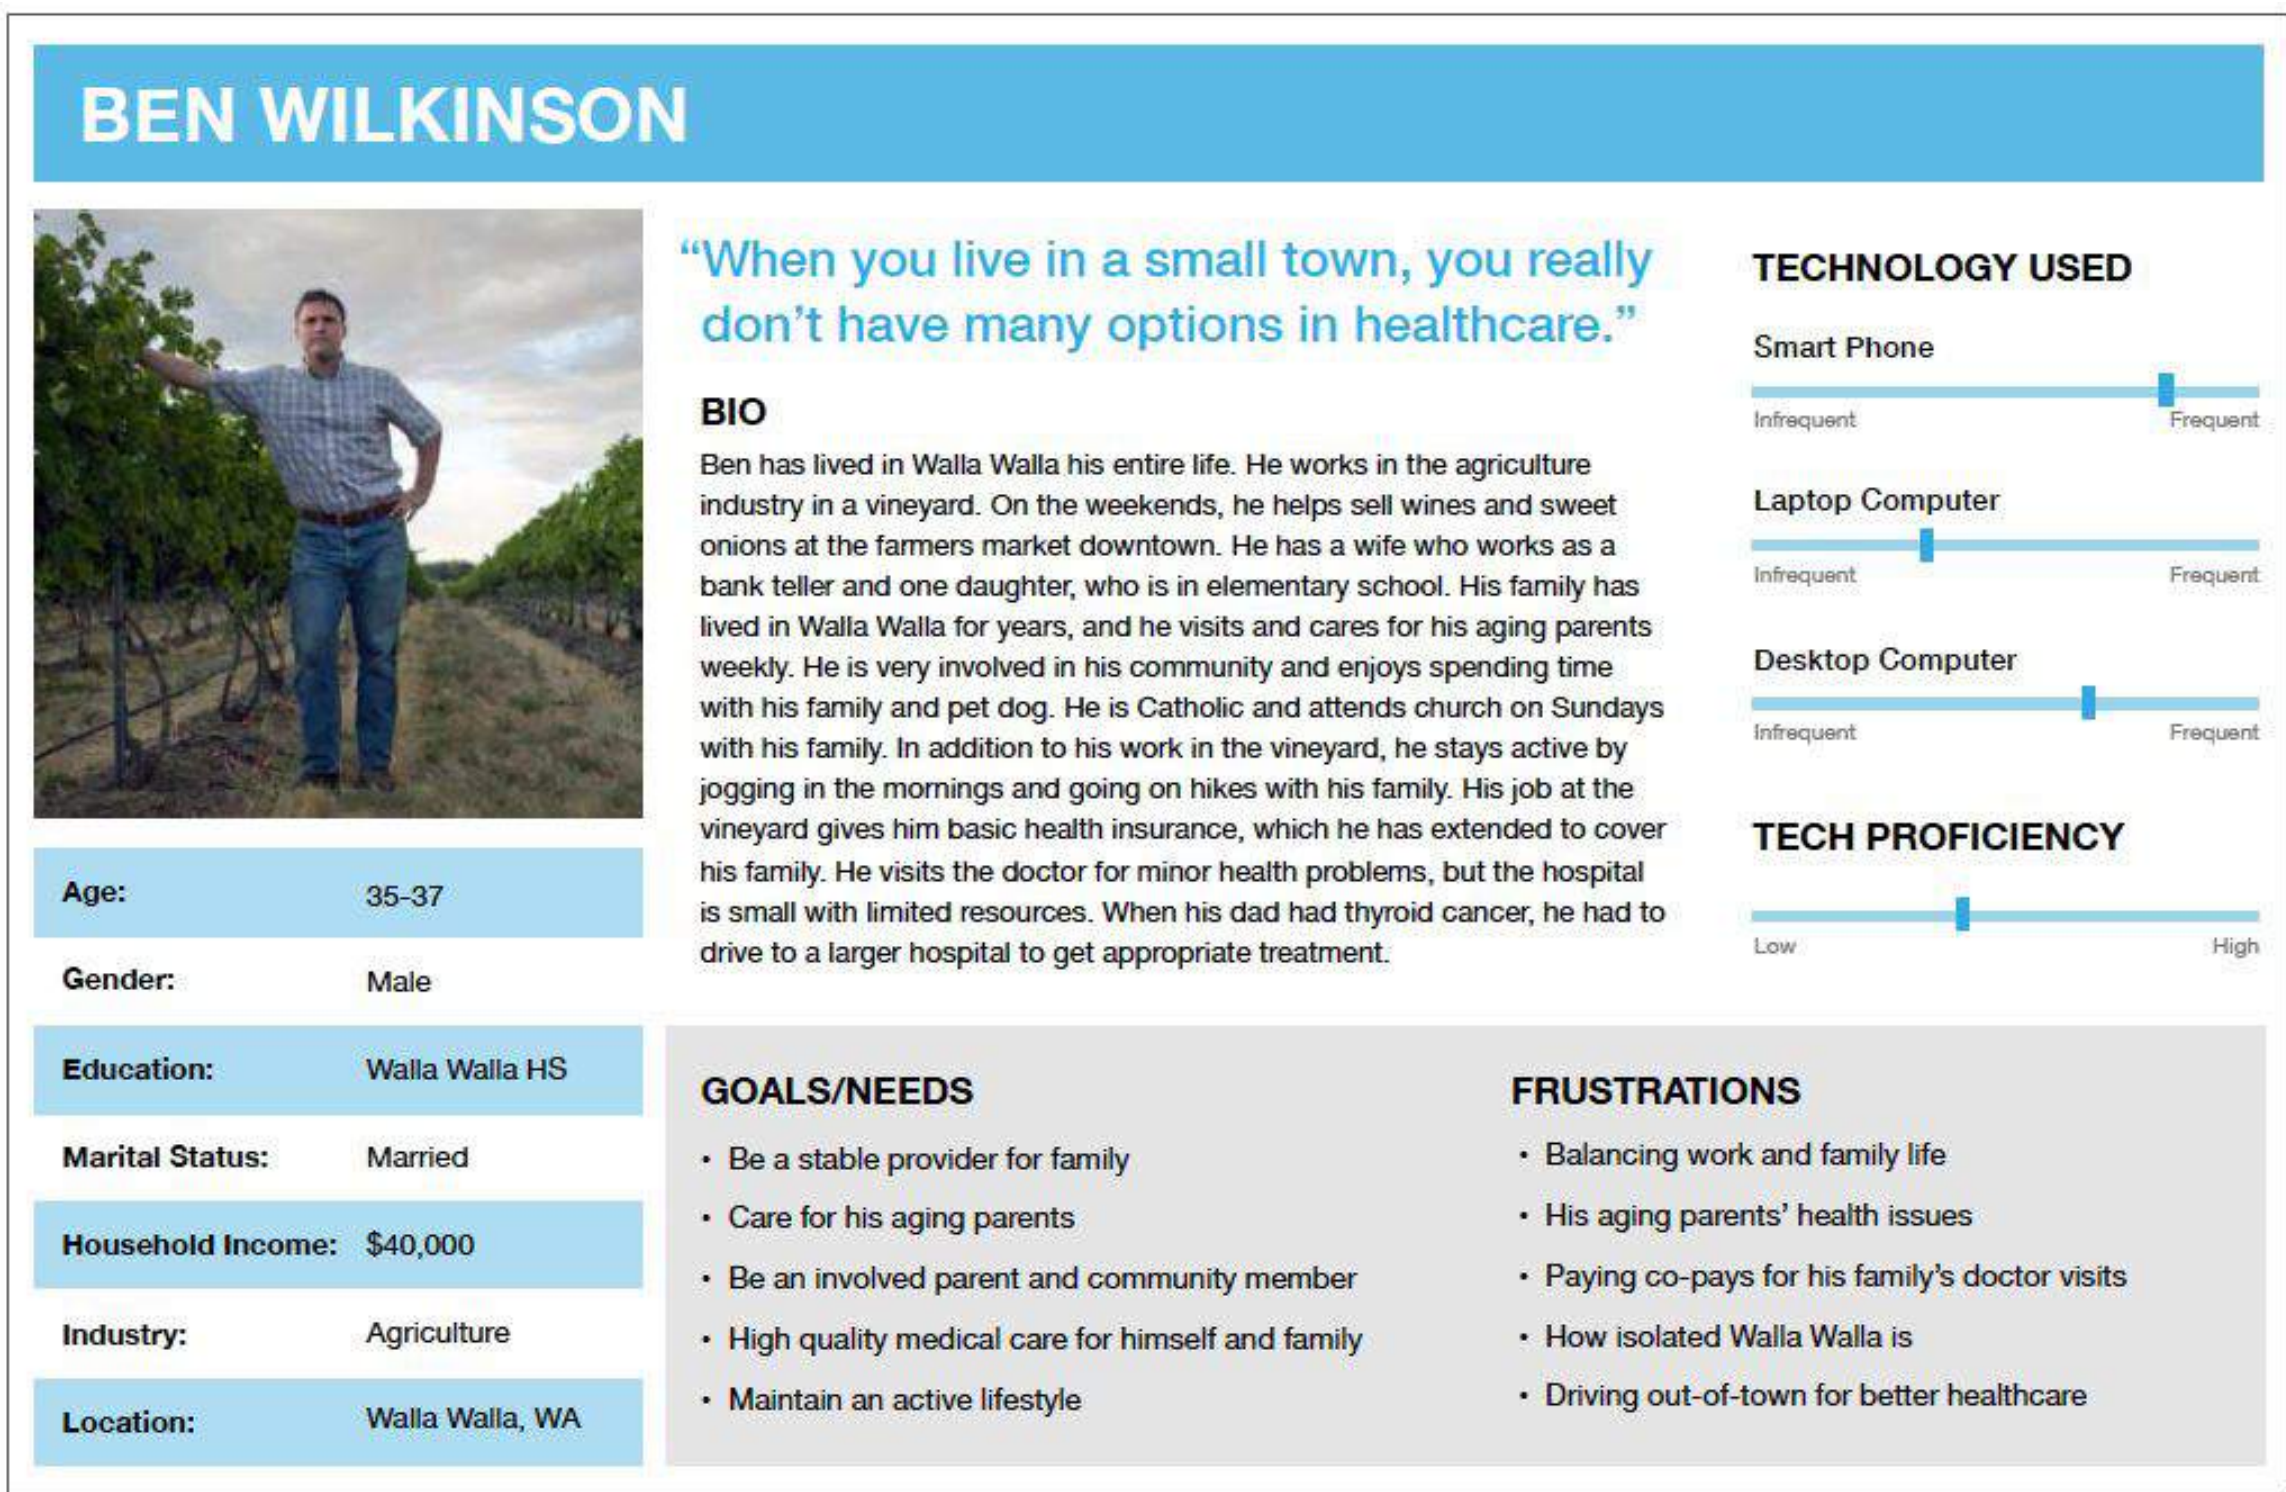 BEN WILKINSON
“When you live in a small town, you really
don’t have many options in healthcare.”
BIO
Ben has lived in Walla Walla his entire life. He works in the agriculture
industry in a vineyard. On the weekends, he helps sell wines and sweet
onions at the farmers market downtown. He has a wife who works as a
bank teller and one daughter, who is in elementary school. His family has
lived in Walla Walla for years, and he visits and cares for his aging parents
weekly. He is very involved in his community and enjoys spending time
with his family and pet dog. He is Catholic and attends church on Sundays
with his family. In addition to his work in the vineyard, he stays active by
jogging in the mornings and going on hikes with his family. His job at the
vineyard gives him basic health insurance, which he has extended to cover
his family. He visits the doctor for minor health problems, but the hospital
is small with limited resources. When his dad had thyroid cancer, he had to
drive to a larger hospital to get appropriate treatment.
TECHNOLOGY USED
Smart Phone
Infrequent Frequent
Laptop Computer
Infrequent Frequent
Desktop Computer
Infrequent Frequent
TECH PROFICIENCY
Low High
Age: 35-37
Gender: Male
Education: Walla Walla HS
Marital Status: Married
Household Income: $40,000
Industry: Agriculture
Location: Walla Walla, WA
GOALS/NEEDS
• Be a stable provider for family
• Care for his aging parents
• Be an involved parent and community member
• High quality medical care for himself and family
• Maintain an active lifestyle
FRUSTRATIONS
• Balancing work and family life
• His aging parents’ health issues
• Paying co-pays for his family’s doctor visits
• How isolated Walla Walla is
• Driving out-of-town for better healthcare